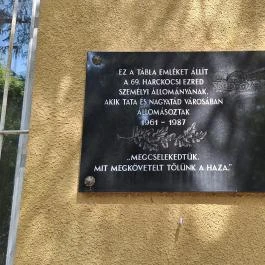 EZ A TÁBLA EMLÉKET ÁLLÍT
A 69. HARCKOCSI EZRED
SZEMÉLYI ÁLLOMÁNYÁNAK,
AKIK TATA ÉS NAGYATÁD VÁROSÁBAN
ÁLLOMÁSOZTAK
1961 - 1987
„MEGCSELEKEDTÜK,
MIT MEGKÖVETELT TŐLÜNK A HAZA.”